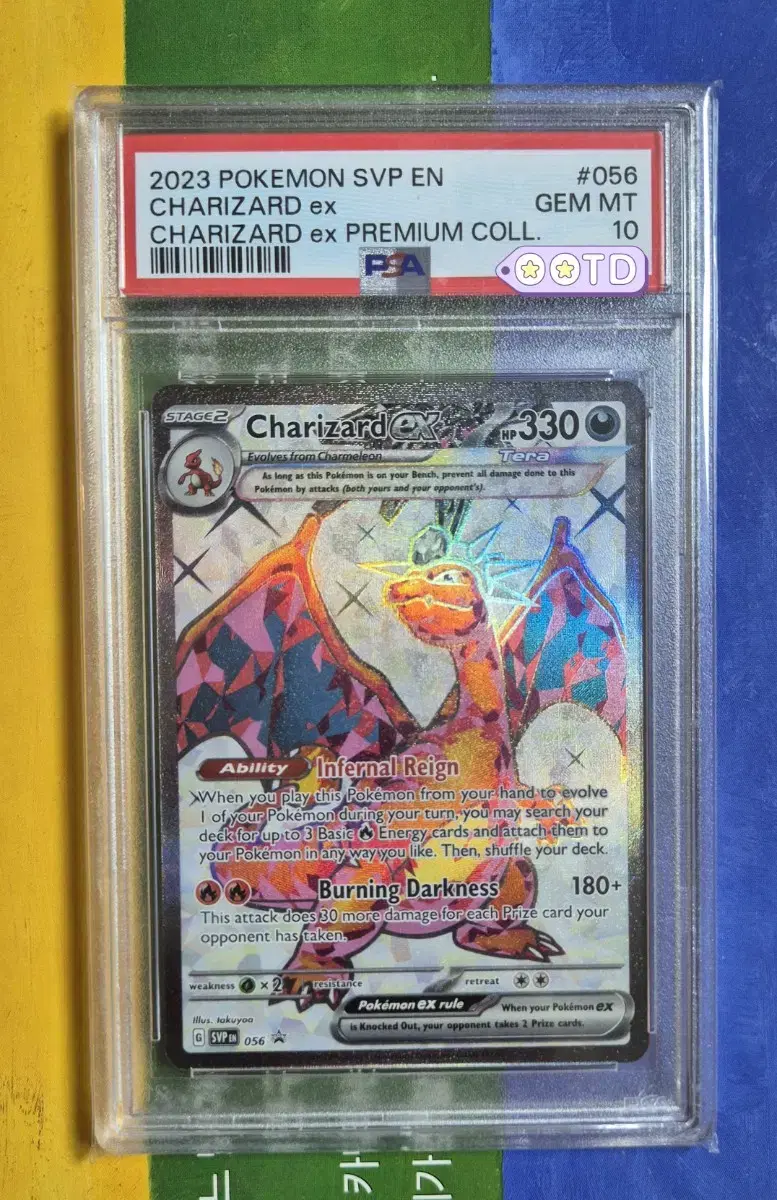 2023 POKEMON SVP EN #056
CHARIZARD ex GEM MT
CHARIZARD ex PREMIUM COLL. 10
PSA
OOTD
STAGE 2 Charizard ex HP 330
Evolves from Charmeleon Tera
As long as this Pokémon is on your Bench, prevent all damage done to this
Pokémon by attacks (both yours and your opponent's).
Ability Infernal Reign
When you play this Pokémon from your hand to evolve
1 of your Pokémon during your turn, you may search your
deck for up to 3 Basic Energy cards and attach them to
your Pokémon in any way you like. Then, shuffle your deck.
Burning Darkness 180+
This attack does 30 more damage for each Prize card your
opponent has taken.
weakness ×2 resistance retreat
Pokémon ex rule When your Pokémon ex
is Knocked Out, your opponent takes 2 Prize cards.
Illus. takuyoa
G SVP EN 056
카